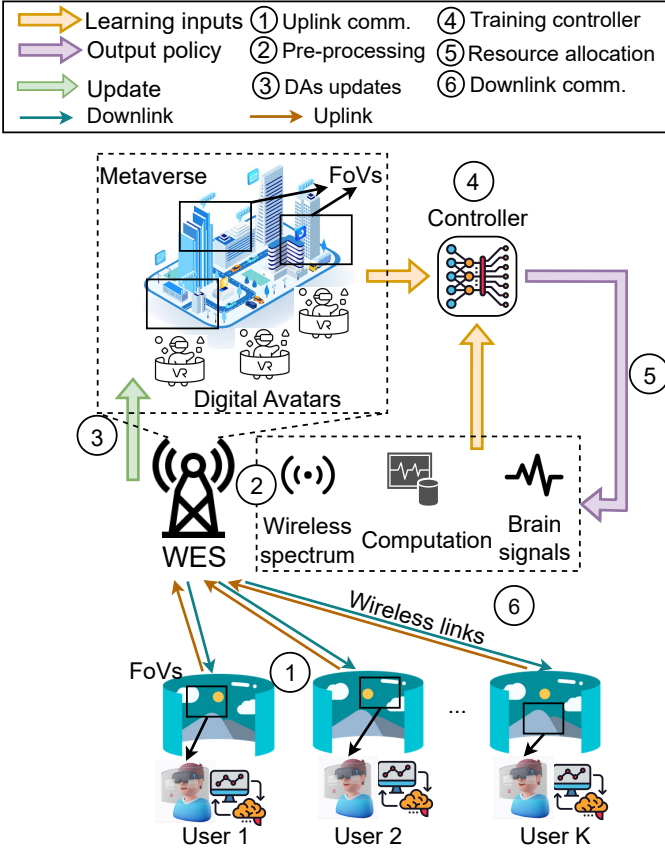 Learning inputs
1 Uplink comm.
4 Training controller
Output policy
2 Pre-processing
5 Resource allocation
Update
3 DAs updates
6 Downlink comm.
Downlink
Uplink
Metaverse
FoVs
4
Controller
VR
VR
VR
Digital Avatars
5
3
2
WES
Wireless
spectrum
Computation
Brain
signals
6
Wireless links
FoVs
1
...
User 1
User 2
User K